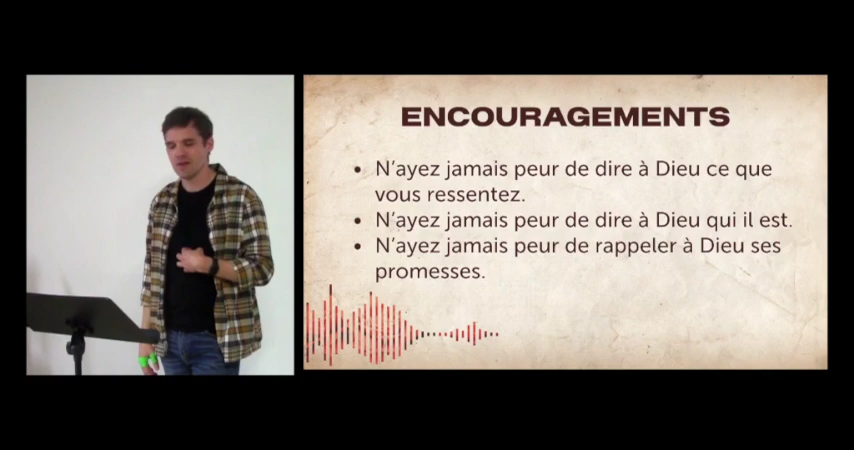 ENCOURAGEMENTS
• N'ayez jamais peur de dire à Dieu ce que
vous ressentez.
• N'ayez jamais peur de dire à Dieu qui il est.
• N'ayez jamais peur de rappeler à Dieu ses
promesses.